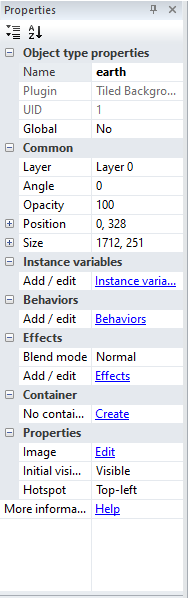 Properties
Object type properties
Name earth
Plugin Tiled Backgro...
UID 1
Global No
Common
Layer Layer 0
Angle 0
Opacity 100
Position 0, 328
Size 1712, 251
Instance variables
Add / edit Instance varia...
Behaviors
Add / edit Behaviors
Effects
Blend mode Normal
Add / edit Effects
Container
No contai... Create
Properties
Image Edit
Initial visi... Visible
Hotspot Top-left
More informa... Help